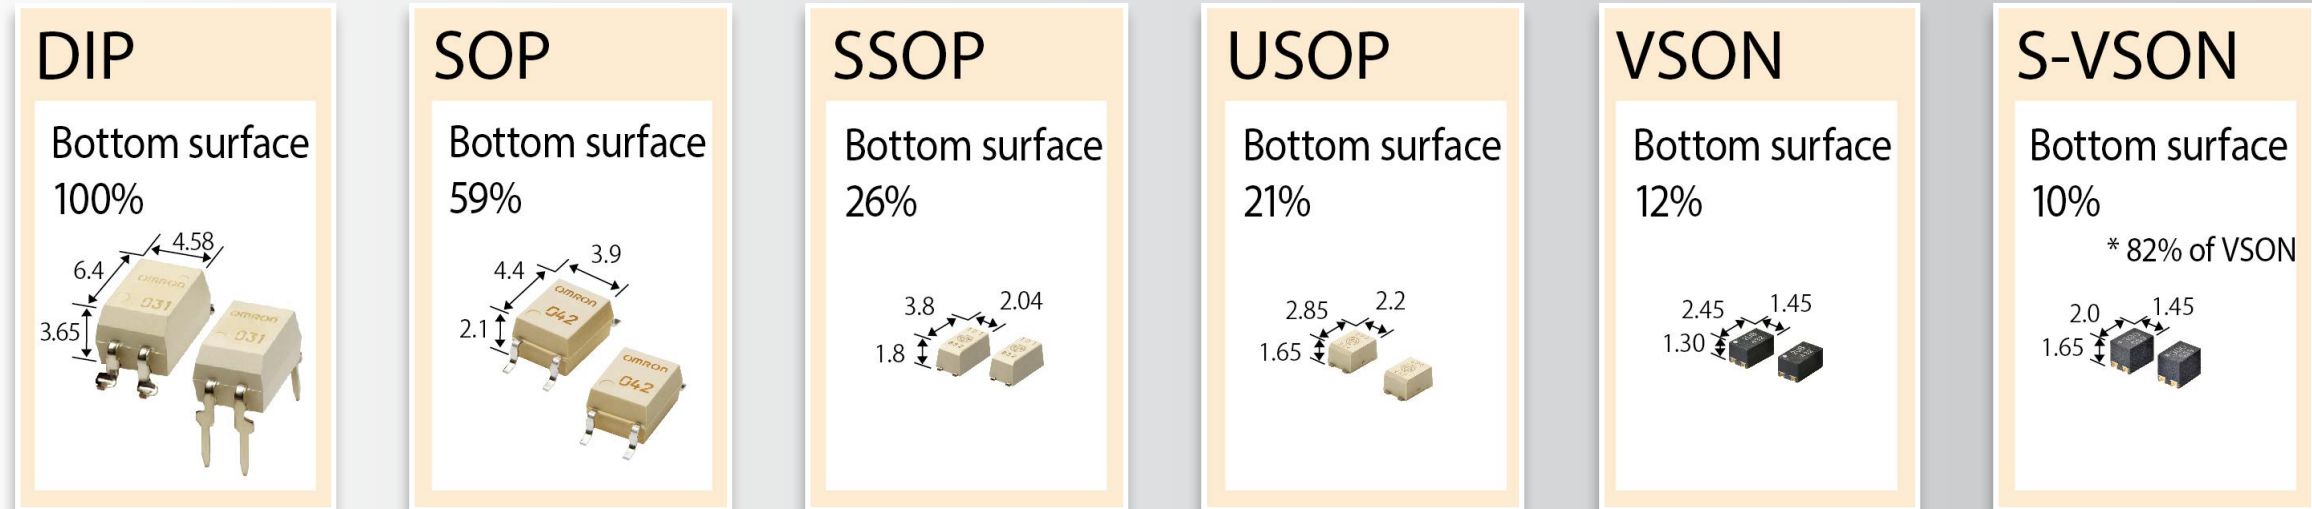 DIP
Bottom surface
100%
4.58
6.4
3.65
OMRON
031
OMRON
031
SOP
Bottom surface
59%
3.9
4.4
2.1
OMRON
042
OMRON
042
SSOP
Bottom surface
26%
3.8
2.04
1.8
USOP
Bottom surface
21%
2.85
2.2
1.65
VSON
Bottom surface
12%
2.45
1.45
1.30
S-VSON
Bottom surface
10%
* 82% of VSON
2.0
1.45
1.65